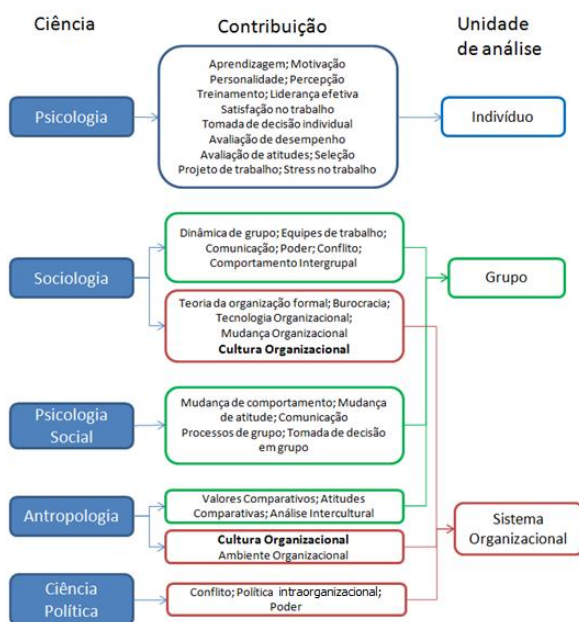 Ciência
Contribuição
Unidade
de análise
Psicologia
Aprendizagem; Motivação
Personalidade; Percepção
Treinamento; Liderança efetiva
Satisfação no trabalho
Tomada de decisão individual
Avaliação de desempenho
Avaliação de atitudes; Seleção
Projeto de trabalho; Stress no trabalho
Indivíduo
Sociologia
Dinâmica de grupo; Equipes de trabalho;
Comunicação; Poder; Conflito;
Comportamento Intergrupal
Grupo
Teoria da organização formal; Burocracia;
Tecnologia Organizacional;
Mudança Organizacional
Cultura Organizacional
Psicologia
Social
Mudança de comportamento; Mudança
de atitude; Comunicação
Processos de grupo; Tomada de decisão
em grupo
Antropologia
Valores Comparativos; Atitudes
Comparativas; Análise Intercultural
Cultura Organizacional
Ambiente Organizacional
Sistema
Organizacional
Ciência
Política
Conflito; Política intraorganizacional;
Poder